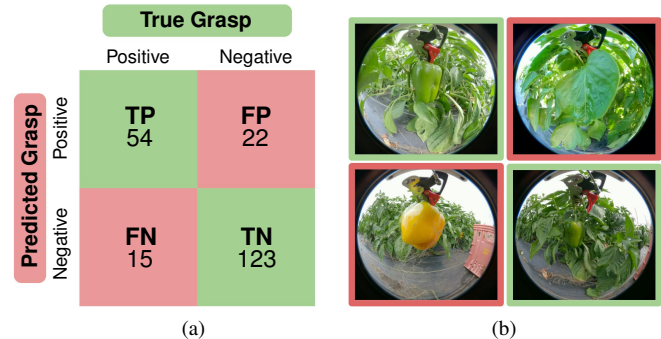 True Grasp
Positive
Negative
Predicted Grasp
Positive
TP
54
FP
22
Negative
FN
15
TN
123
(a)
(b)